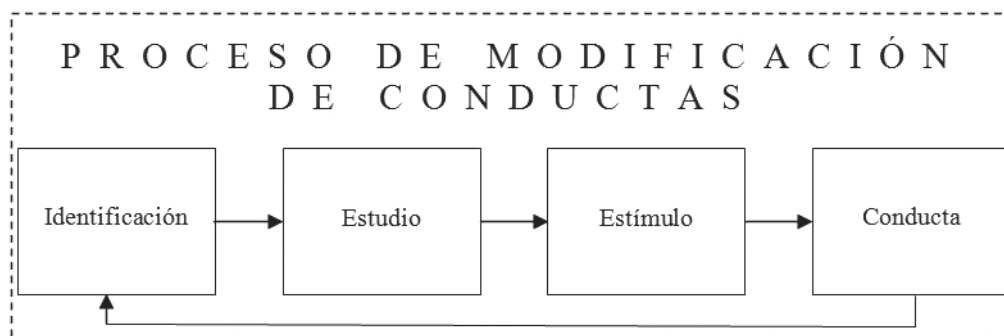 PROCESO DE MODIFICACIÓN
DE CONDUCTAS
Identificación
Estudio
Estímulo
Conducta